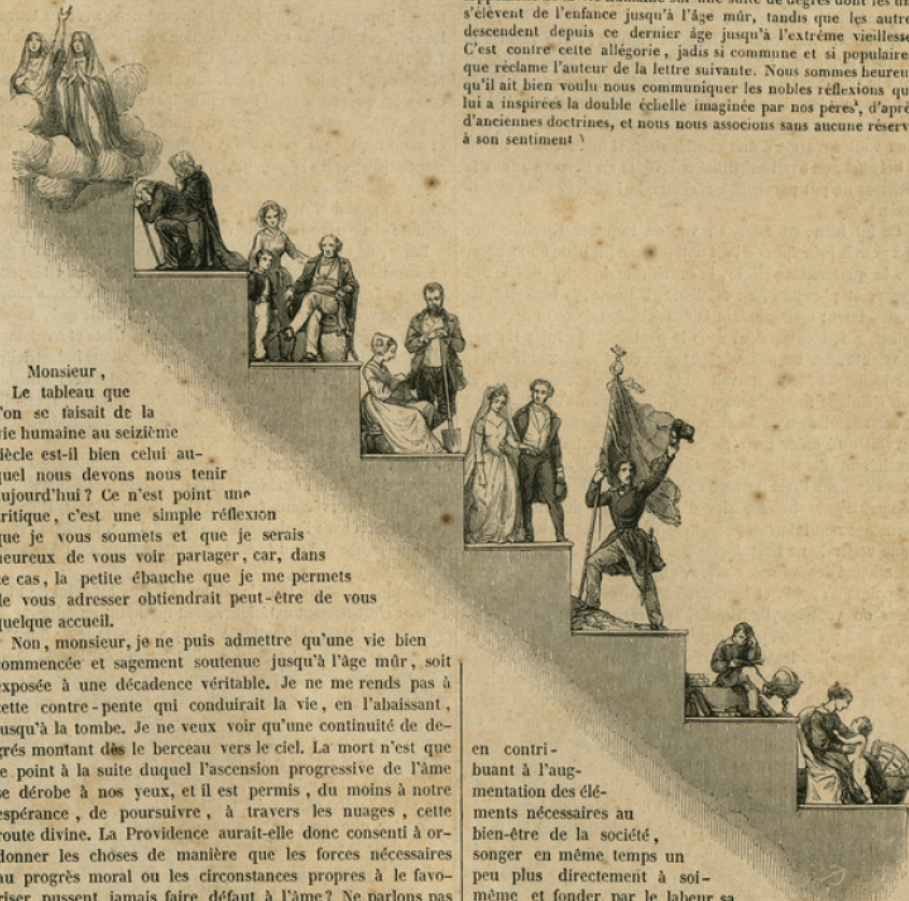 s'élèvent de l'enfance jusqu'à l'âge mûr, tandis que les autre
descendent depuis ce dernier âge jusqu'à l'extrême vieillesse
C'est contre cette allégorie, jadis si commune et si populaire
que réclame l'auteur de la lettre suivante. Nous sommes heureu
qu'il ait bien voulu nous communiquer les nobles réflexions qu
lui a inspirées la double échelle imaginée par nos pères, d'aprè
d'anciennes doctrines, et nous nous associons sans aucune réserv
à son sentiment )
Monsieur,
Le tableau que
'on se faisait de la
vie humaine au seizième
iècle est-il bien celui au-
quel nous devons nous tenir
ujourd'hui? Ce n'est point une
ritique, c'est une simple réflexion
que je vous soumets et que je serais
heureux de vous voir partager, car, dans
ce cas, la petite ébauche que je me permets
de vous adresser obtiendrait peut-être de vous
quelque accueil.
Non, monsieur, je ne puis admettre qu'une vie bien
commencée et sagement soutenue jusqu'à l'âge mûr, soit
exposée à une décadence véritable. Je ne me rends pas à
cette contre-pente qui conduirait la vie, en l'abaissant,
jusqu'à la tombe. Je ne veux voir qu'une continuité de de-
grés montant dès le berceau vers le ciel. La mort n'est que
le point à la suite duquel l'ascension progressive de l'âme
se dérobe à nos yeux, et il est permis, du moins à notre
espérance, de poursuivre, à travers les nuages, cette
route divine. La Providence aurait-elle donc consenti à or-
donner les choses de manière que les forces nécessaires
au progrès moral ou les circonstances propres à le favo-
riser pussent jamais faire défaut à l'âme? Ne parlons pas
en contri-
buant à l'aug-
mentation des élé-
ments nécessaires au
bien-être de la société,
songer en même temps un
peu plus directement à soi-
même et fonder par le labeur sa